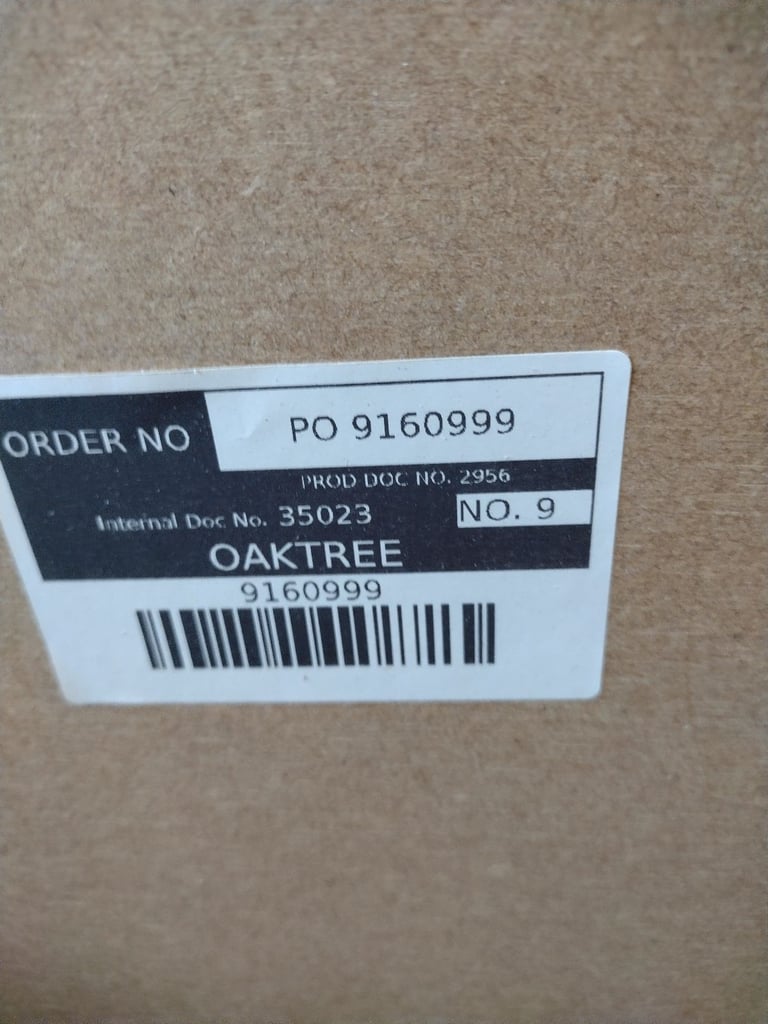 ORDER NO PO 9160999
PROD DOC NO. 2956
Internal Doc No. 35023 NO. 9
OAKTREE
9160999